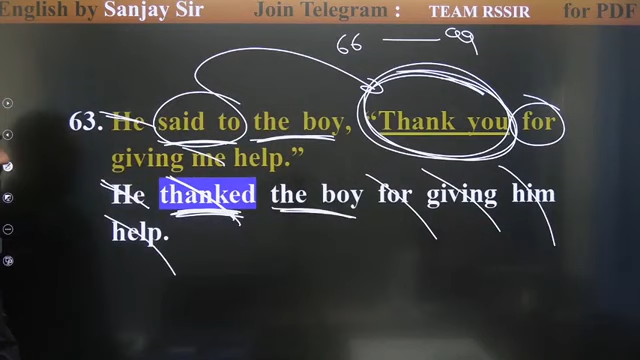 English by Sanjay Sir Join Telegram : TEAM RSSIR for PDF
66 99
63. He said to the boy, “Thank you for
giving me help.”
He thanked the boy for giving him
help.